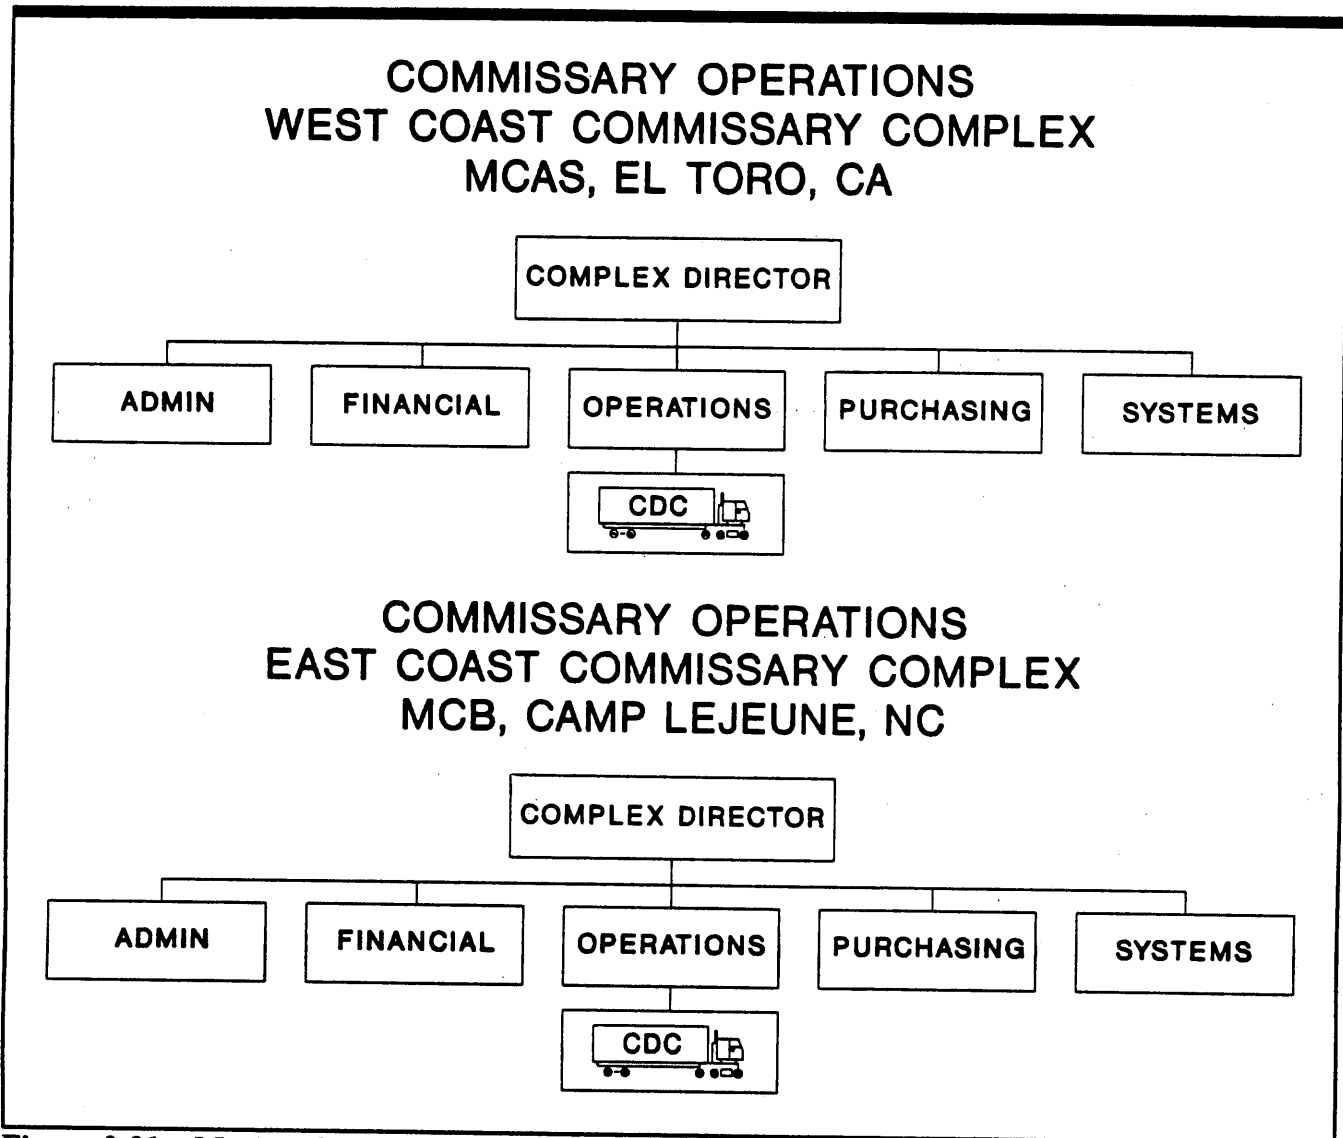 COMMISSARY OPERATIONS
WEST COAST COMMISSARY COMPLEX
MCAS, EL TORO, CA
COMPLEX DIRECTOR
ADMIN
FINANCIAL
OPERATIONS
PURCHASING
SYSTEMS
CDC
COMMISSARY OPERATIONS
EAST COAST COMMISSARY COMPLEX
MCB, CAMP LEJEUNE, NC
COMPLEX DIRECTOR
ADMIN
FINANCIAL
OPERATIONS
PURCHASING
SYSTEMS
CDC